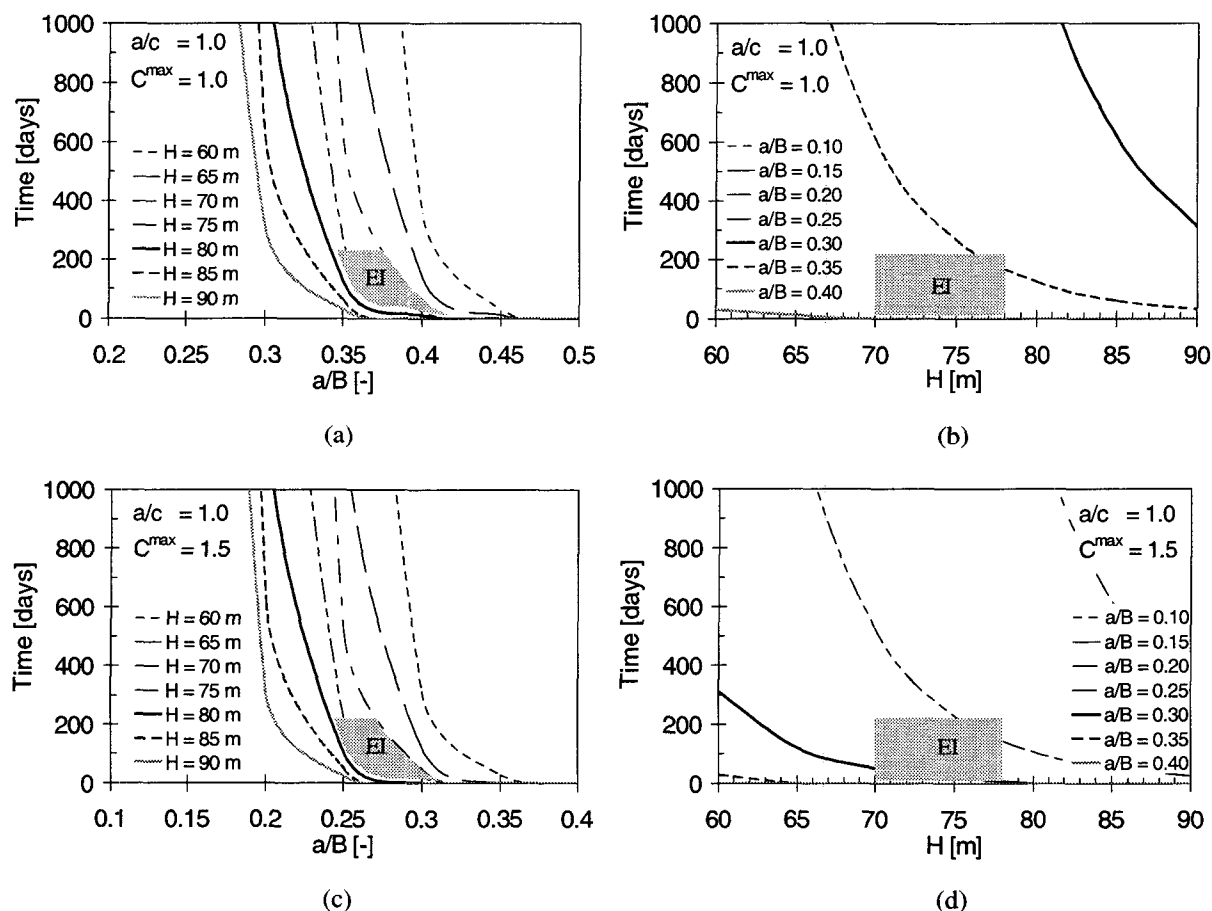 1000
800
600
400
200
0
Time [days]
a/c = 1.0
C^max = 1.0
H = 60 m
H = 65 m
H = 70 m
H = 75 m
H = 80 m
H = 85 m
H = 90 m
EI
0.2 0.25 0.3 0.35 0.4 0.45 0.5
a/B [-]
(a)
1000
800
600
400
200
0
Time [days]
a/c = 1.0
C^max = 1.0
a/B = 0.10
a/B = 0.15
a/B = 0.20
a/B = 0.25
a/B = 0.30
a/B = 0.35
a/B = 0.40
EI
60 65 70 75 80 85 90
H [m]
(b)
1000
800
600
400
200
0
Time [days]
a/c = 1.0
C^max = 1.5
H = 60 m
H = 65 m
H = 70 m
H = 75 m
H = 80 m
H = 85 m
H = 90 m
EI
0.1 0.15 0.2 0.25 0.3 0.35 0.4
a/B [-]
(c)
1000
800
600
400
200
0
Time [days]
a/c = 1.0
C^max = 1.5
a/B = 0.10
a/B = 0.15
a/B = 0.20
a/B = 0.25
a/B = 0.30
a/B = 0.35
a/B = 0.40
EI
60 65 70 75 80 85 90
H [m]
(d)